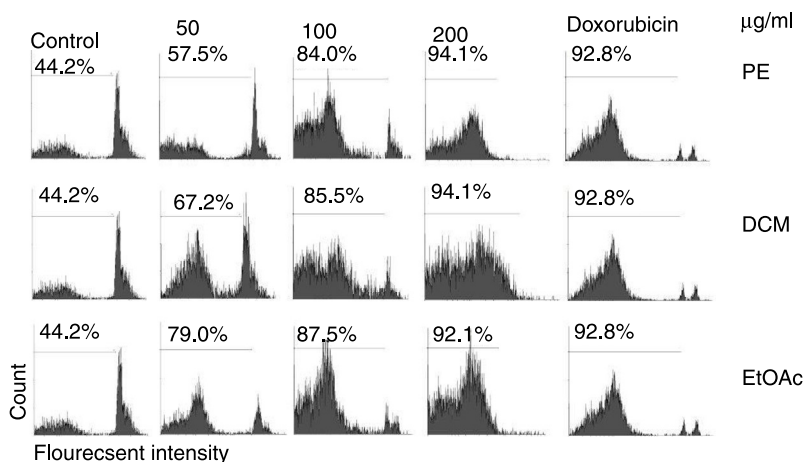 Control 50 100 200 Doxorubicin μg/ml
44.2% 57.5% 84.0% 94.1% 92.8% PE
44.2% 67.2% 85.5% 94.1% 92.8% DCM
44.2% 79.0% 87.5% 92.1% 92.8% EtOAc
Count
Flourecsent intensity